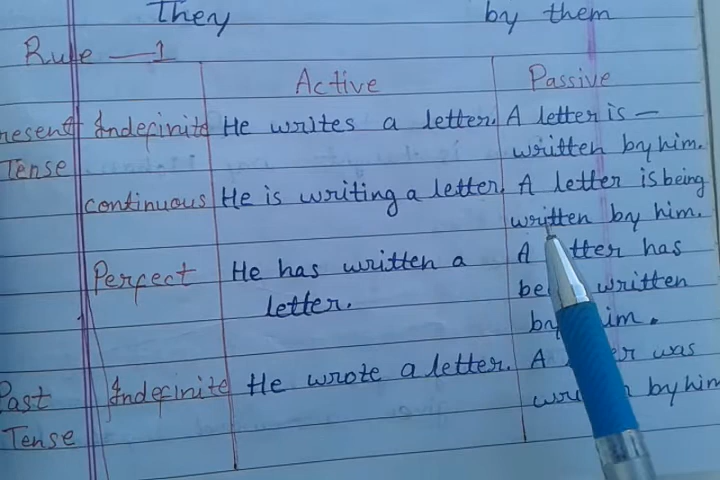 They by them
Rule — 1
Active Passive
Indefinite He writes a letter. A letter is —
Tense written by him.
continuous He is writing a letter. A letter is being
written by him.
Perfect He has written a A has
letter. written
by
Indefinite He wrote a letter. A was
Past by him
Tense